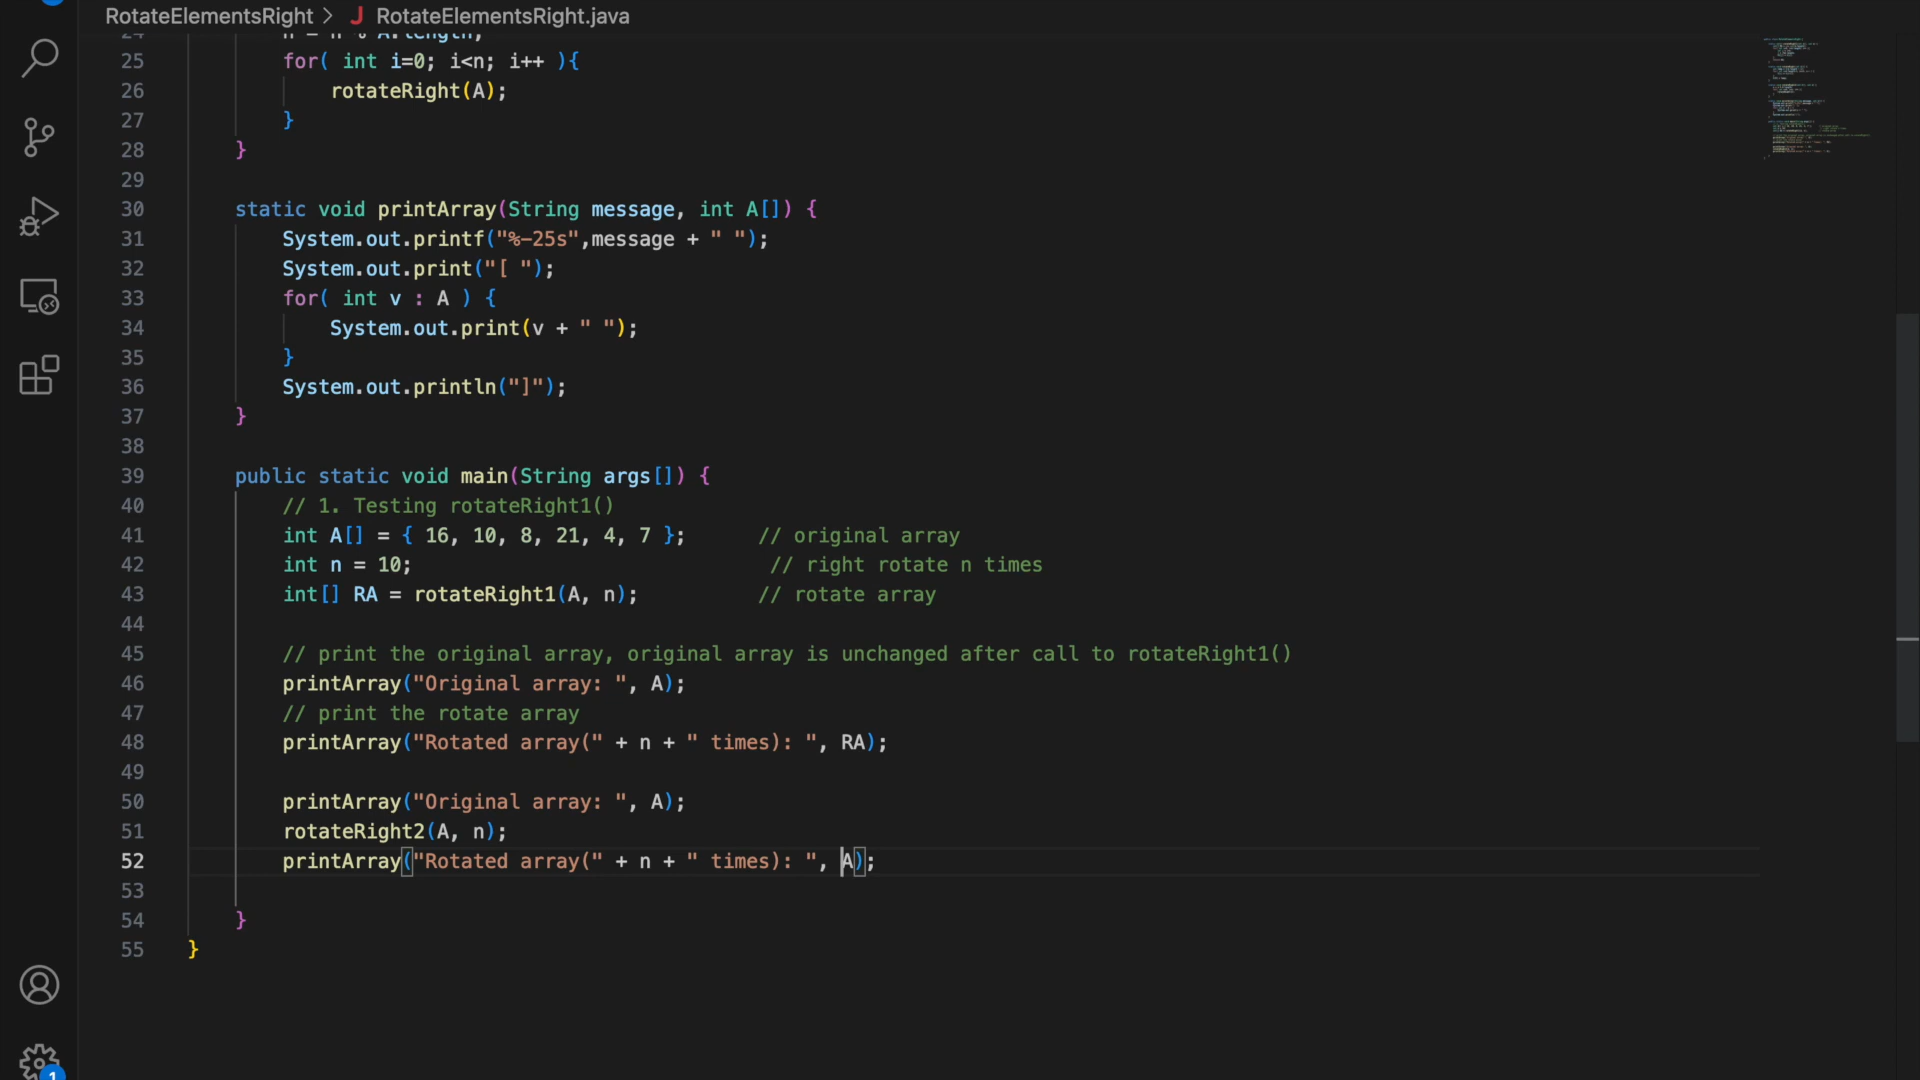 RotateElementsRight > J RotateElementsRight.java
24 n = n % A.length;
25 for( int i=0; i<n; i++ ){
26 rotateRight(A);
27 }
28 }
29
30 static void printArray(String message, int A[]) {
31 System.out.printf("%-25s",message + " ");
32 System.out.print("[ ");
33 for( int v : A ) {
34 System.out.print(v + " ");
35 }
36 System.out.println("]");
37 }
38
39 public static void main(String args[]) {
40 // 1. Testing rotateRight1()
41 int A[] = { 16, 10, 8, 21, 4, 7 }; // original array
42 int n = 10; // right rotate n times
43 int[] RA = rotateRight1(A, n); // rotate array
44
45 // print the original array, original array is unchanged after call to rotateRight1()
46 printArray("Original array: ", A);
47 // print the rotate array
48 printArray("Rotated array(" + n + " times): ", RA);
49
50 printArray("Original array: ", A);
51 rotateRight2(A, n);
52 printArray("Rotated array(" + n + " times): ", A);
53
54 }
55 }
1